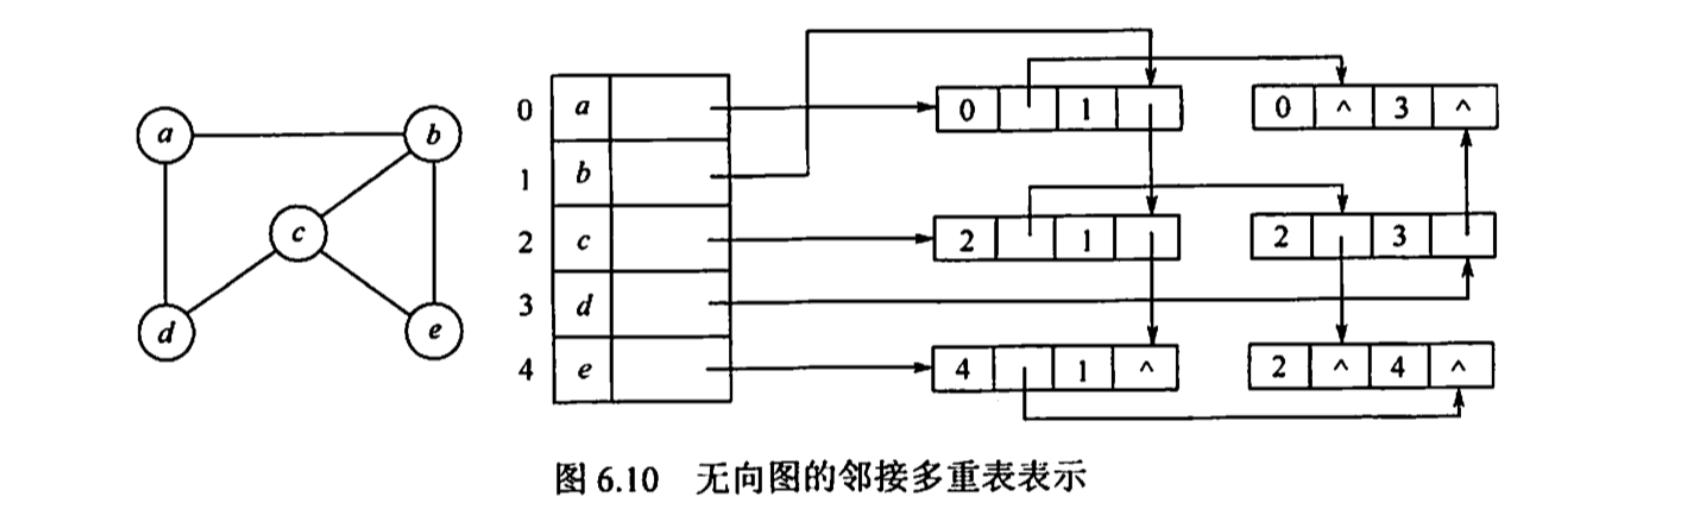 0 a 0 1 0 ^ 3 ^
a b
1 b
c 2 c 2 1 2 3
3 d
d e
4 e 4 1 ^ 2 ^ 4 ^
图 6.10 无向图的邻接多重表表示